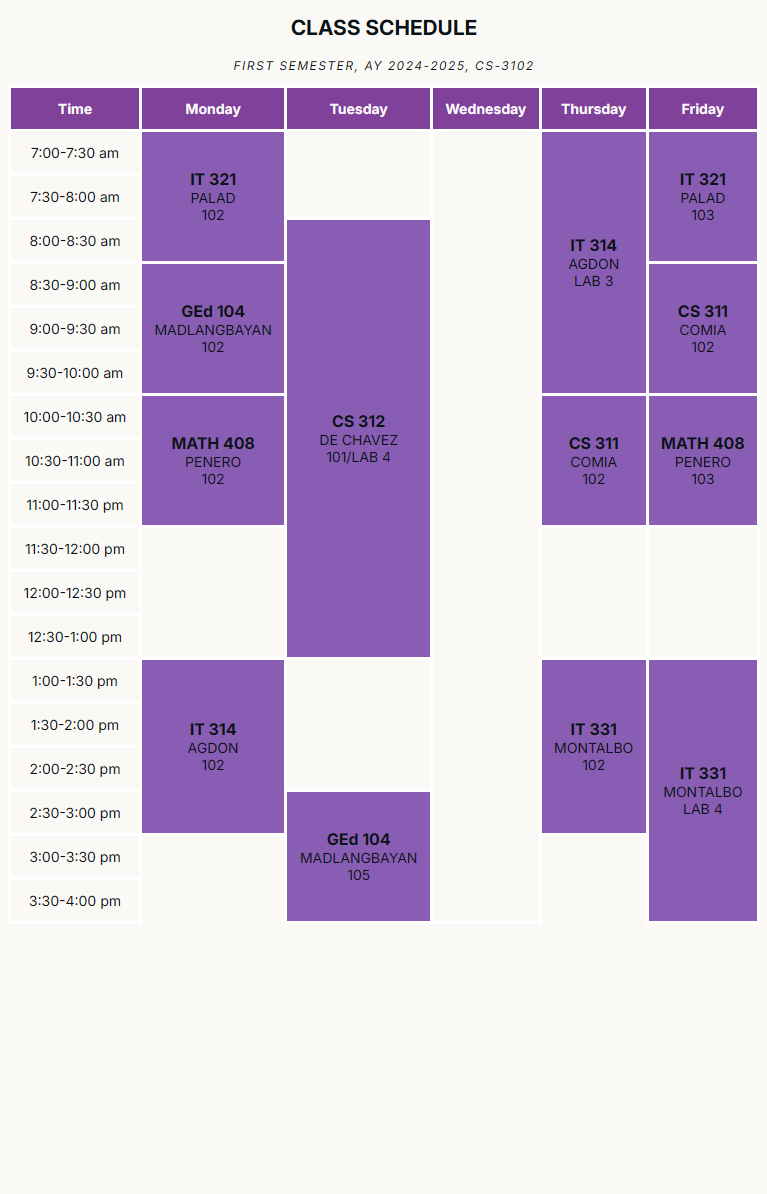 CLASS SCHEDULE
FIRST SEMESTER, AY 2024-2025, CS-3102
Time Monday Tuesday Wednesday Thursday Friday
7:00-7:30 am
IT 321
PALAD
102
IT 314
AGDON
LAB 3
IT 321
PALAD
103
7:30-8:00 am
8:00-8:30 am
CS 312
DE CHAVEZ
101/LAB 4
8:30-9:00 am
GEd 104
MADLANGBAYAN
102
CS 311
COMIA
102
9:00-9:30 am
9:30-10:00 am
10:00-10:30 am
MATH 408
PENERO
102
CS 311
COMIA
102
MATH 408
PENERO
103
10:30-11:00 am
11:00-11:30 pm
11:30-12:00 pm
12:00-12:30 pm
12:30-1:00 pm
1:00-1:30 pm
IT 314
AGDON
102
IT 331
MONTALBO
102
IT 331
MONTALBO
LAB 4
1:30-2:00 pm
2:00-2:30 pm
2:30-3:00 pm
GEd 104
MADLANGBAYAN
105
3:00-3:30 pm
3:30-4:00 pm